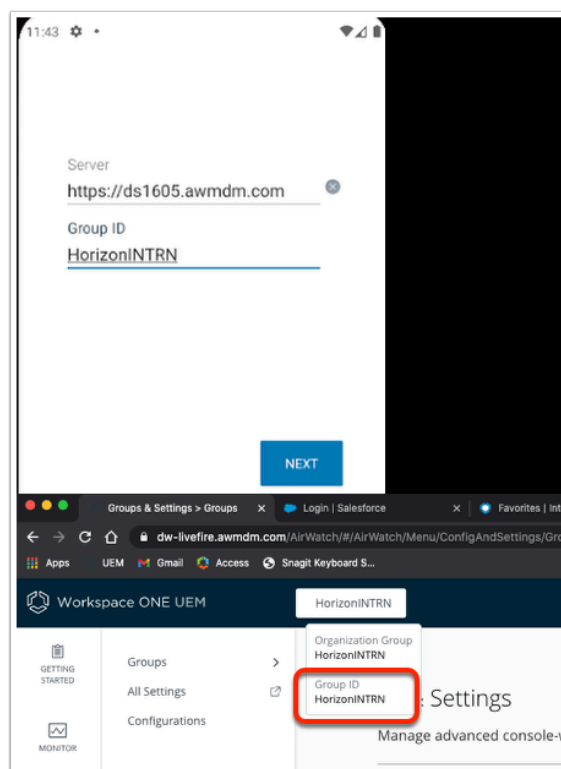 11:43
Server
https://ds1605.awmdm.com
Group ID
HorizonINTRN
NEXT
Groups & Settings > Groups
Login | Salesforce
Favorites | Int
dw-livefire.awmdm.com/AirWatch/#/AirWatch/Menu/ConfigAndSettings/Gro
Apps UEM Gmail Access Snagit Keyboard S...
Workspace ONE UEM
HorizonINTRN
Organization Group
HorizonINTRN
Group ID
HorizonINTRN
GETTING
STARTED
MONITOR
Groups
All Settings
Configurations
Settings
Manage advanced console-w